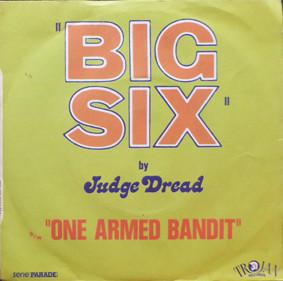 "BIG
SIX"
by
Judge Dread
"ONE ARMED BANDIT"
serie PARADE
TROJAN
RECORDS